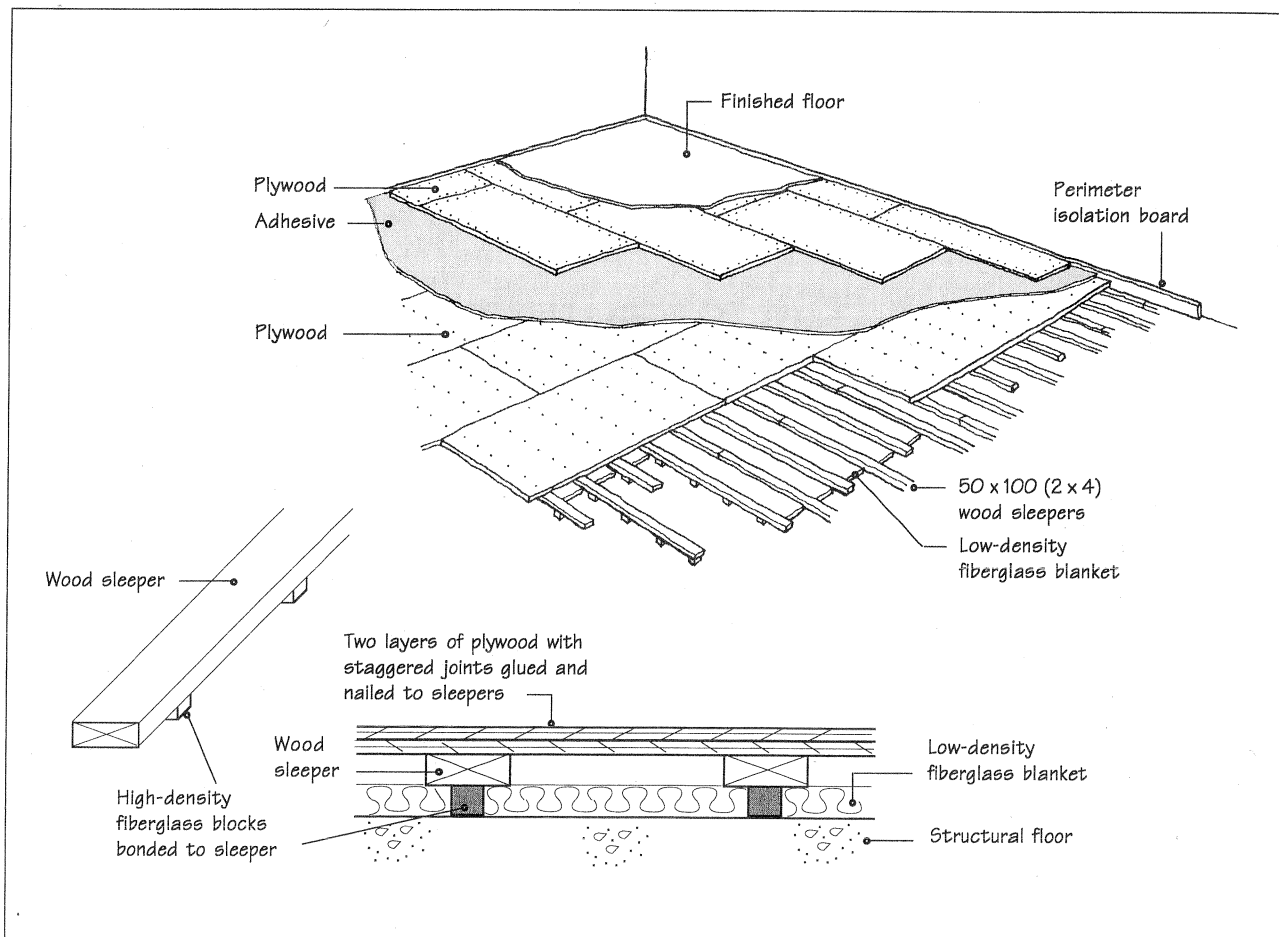 Finished floor
Plywood
Adhesive
Perimeter
isolation board
Plywood
50 x 100 (2 x 4)
wood sleepers
Low-density
fiberglass blanket
Wood sleeper
Two layers of plywood with
staggered joints glued and
nailed to sleepers
Wood
sleeper
Low-density
fiberglass blanket
High-density
fiberglass blocks
bonded to sleeper
Structural floor